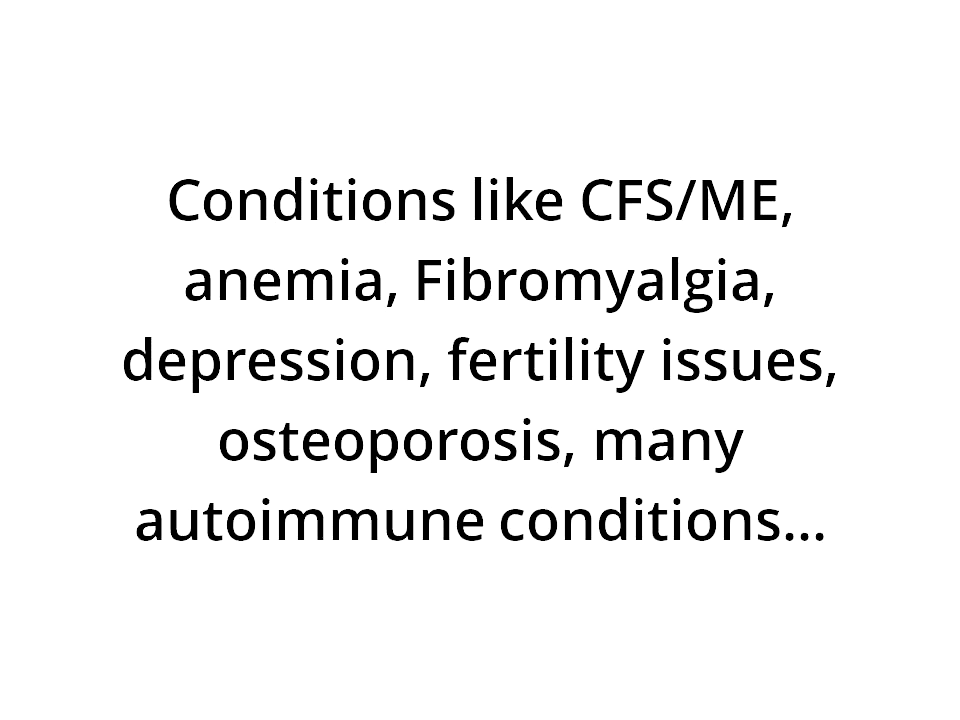 Conditions like CFS/ME,
anemia, Fibromyalgia,
depression, fertility issues,
osteoporosis, many
autoimmune conditions...